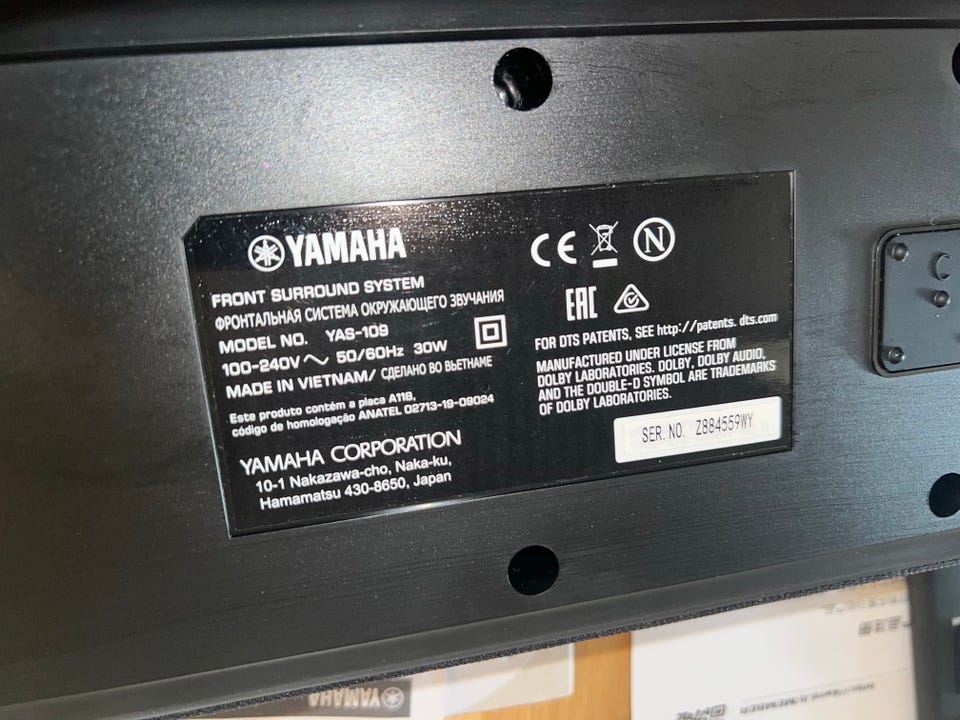 YAMAHA
FRONT SURROUND SYSTEM
ФРОНТАЛЬНАЯ СИСТЕМА ОКРУЖАЮЩЕГО ЗВУЧАНИЯ
MODEL NO. YAS-109
100-240V ~ 50/60Hz 30W
MADE IN VIETNAM/ СДЕЛАНО ВО ВЬЕТНАМЕ
Este produto contém a placa A118,
código de homologação ANATEL 02713-19-09024
YAMAHA CORPORATION
10-1 Nakazawa-cho, Naka-ku,
Hamamatsu 430-8650, Japan
CE
N
EAC
FOR DTS PATENTS, SEE http://patents.dts.com
MANUFACTURED UNDER LICENSE FROM
DOLBY LABORATORIES. DOLBY, DOLBY AUDIO,
AND THE DOUBLE-D SYMBOL ARE TRADEMARKS
OF DOLBY LABORATORIES.
SER. NO. Z884559WY
YAMAHA